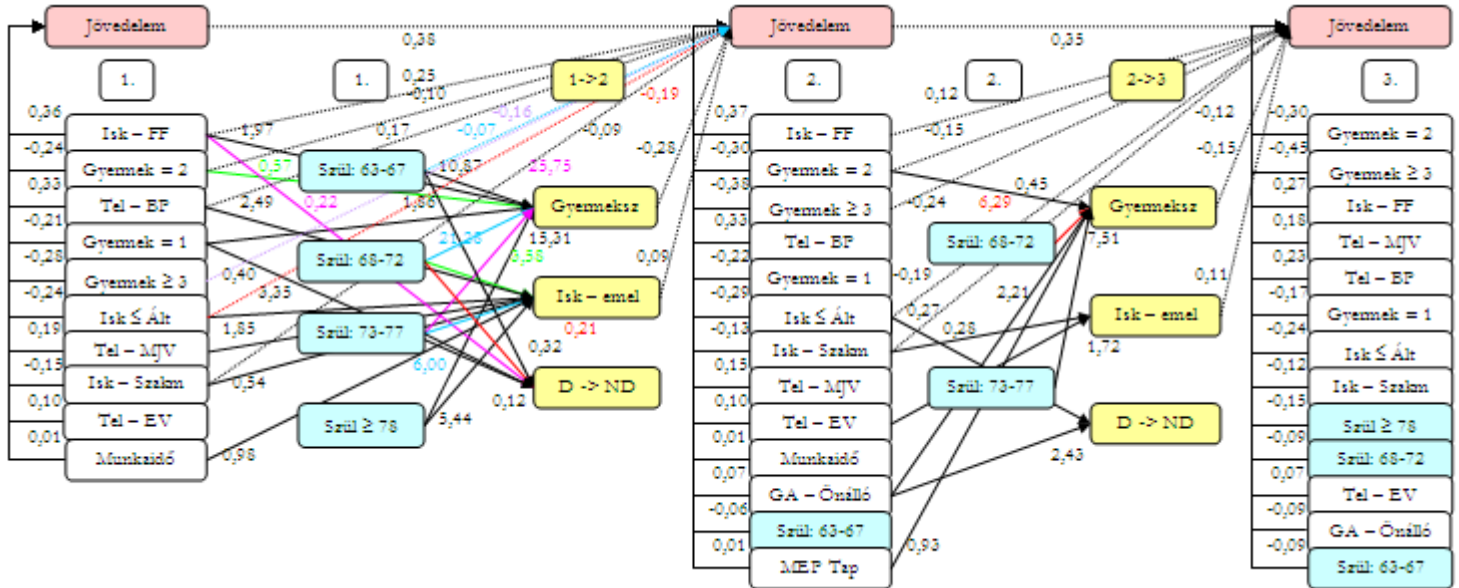 Jövedelem
Jövedelem
Jövedelem
0,38
0,35
1.
1.
1->2
2.
2.
2->3
3.
0,25
-0,10
-0,16
-0,19
0,12
-0,12
0,36
1,97
0,17
-0,07
-0,09
0,37
-0,15
-0,30
Isk – FF
Isk – FF
Gyermek = 2
-0,24
-0,28
-0,30
-0,15
-0,45
Gyermek = 2
0,57
Szül: 63-67
10,87
25,75
Gyermek = 2
Gyermek ≥ 3
0,33
0,22
-0,38
0,45
0,27
Tel – BP
2,49
1,86
Gyermeksz
Gyermek ≥ 3
-0,24
6,29
Gyermeksz
Isk – FF
-0,21
0,33
0,18
Gyermek = 1
21,28
15,31
Tel – BP
Szül: 68-72
7,51
Tel – MJV
-0,28
Szül: 68-72
3,38
0,09
-0,22
0,23
Gyermek ≥ 3
0,40
3,35
Gyermek = 1
-0,19
0,11
Tel – BP
-0,24
Isk – emel
-0,29
2,21
-0,17
Isk ≤ Ált
Isk ≤ Ált
0,27
Isk – emel
Gyermek = 1
0,19
1,85
Szül: 73-77
0,21
-0,13
0,28
-0,24
Tel – MJV
0,32
Isk – Szakm
1,72
Isk ≤ Ált
-0,15
6,00
0,15
-0,12
Isk – Szakm
0,54
D -> ND
Tel – MJV
Szül: 73-77
Isk – Szakm
0,10
0,12
0,10
-0,15
Tel – EV
Szül ≥ 78
5,44
Tel – EV
D -> ND
Szül ≥ 78
0,01
0,01
-0,09
Munkaidő
0,98
Munkaidő
2,43
Szül: 68-72
0,07
0,07
GA – Önálló
Tel – EV
-0,06
-0,09
Szül: 63-67
GA – Önálló
0,01
0,93
-0,09
MEP Tap
Szül: 63-67